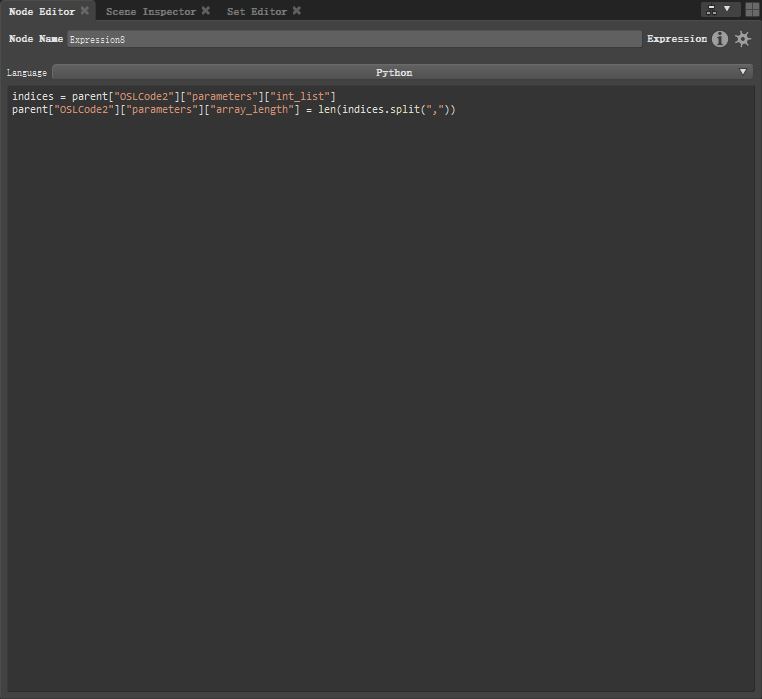 Node Editor
Scene Inspector
Set Editor
Node Name
Expression8
Expression
Language
Python
indices = parent["OSLCode2"]["parameters"]["int_list"]
parent["OSLCode2"]["parameters"]["array_length"] = len(indices.split(","))